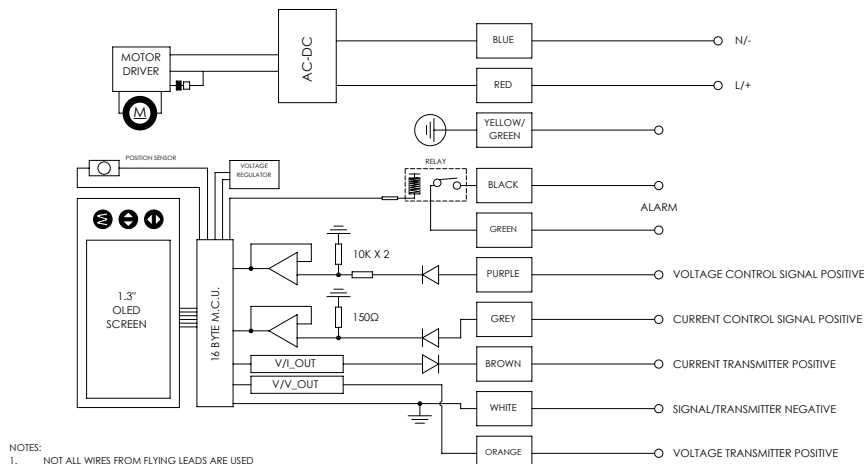 MOTOR
DRIVER
M
AC-DC
BLUE
N/-
RED
L/+
YELLOW/
GREEN
POSITION SENSOR
VOLTAGE
REGULATOR
RELAY
BLACK
ALARM
GREEN
10K X 2
PURPLE
VOLTAGE CONTROL SIGNAL POSITIVE
1.3"
OLED
SCREEN
16 BYTE M.C.U.
150Ω
GREY
CURRENT CONTROL SIGNAL POSITIVE
V/I_OUT
BROWN
CURRENT TRANSMITTER POSITIVE
V/V_OUT
WHITE
SIGNAL/TRANSMITTER NEGATIVE
ORANGE
VOLTAGE TRANSMITTER POSITIVE
NOTES:
1. NOT ALL WIRES FROM FLYING LEADS ARE USED